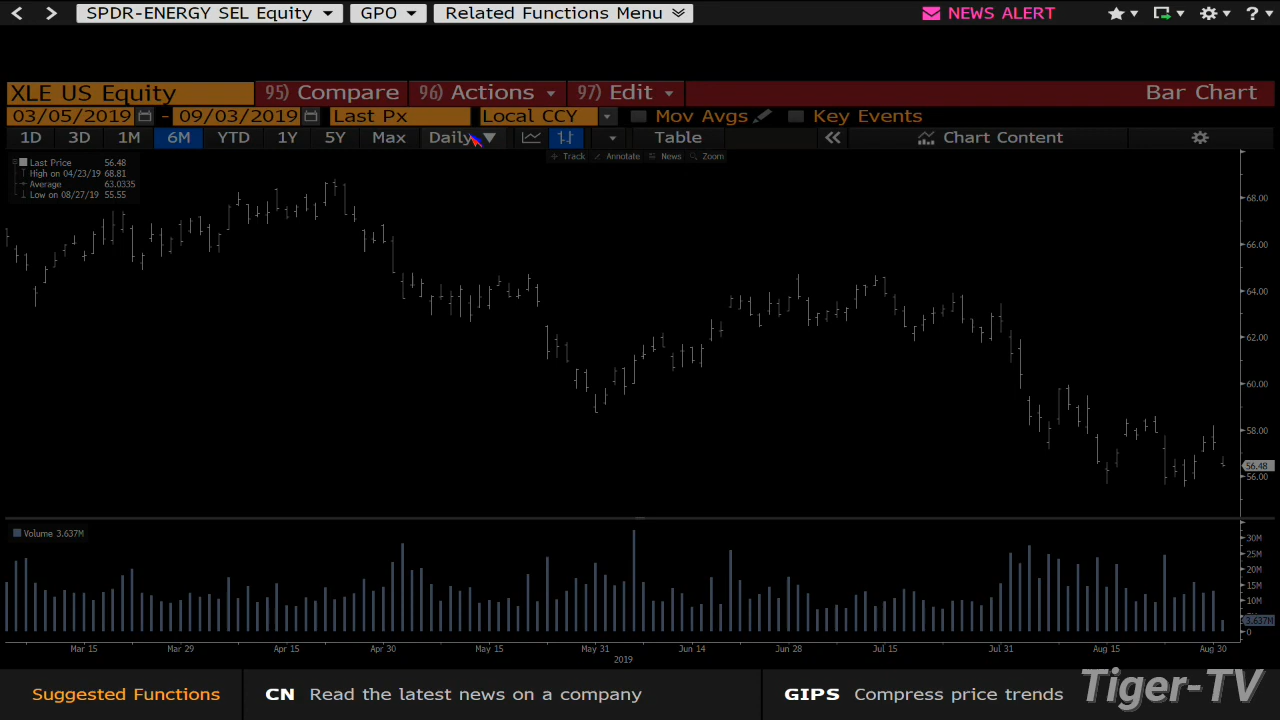 SPDR-ENERGY SEL Equity GPO Related Functions Menu NEWS ALERT ?
XLE US Equity 95) Compare 96) Actions 97) Edit Bar Chart
03/05/2019 - 09/03/2019 Last Px Local CCY Mov Avgs Key Events
1D 3D 1M 6M YTD 1Y 5Y Max Daily Table Chart Content
Track Annotate News Zoom
Last Price 56.48
High on 04/23/19 68.81
Average 63.0335
Low on 08/27/19 55.55
68.00
66.00
64.00
62.00
60.00
58.00
56.48
56.00
Volume 3.637M
30M
25M
20M
15M
10M
3.637M
0
Mar 15 Mar 29 Apr 15 Apr 30 May 15 May 31 Jun 14 Jun 28 Jul 15 Jul 31 Aug 15 Aug 30
2019
Suggested Functions CN Read the latest news on a company GIPS Compress price trends
Tiger-TV